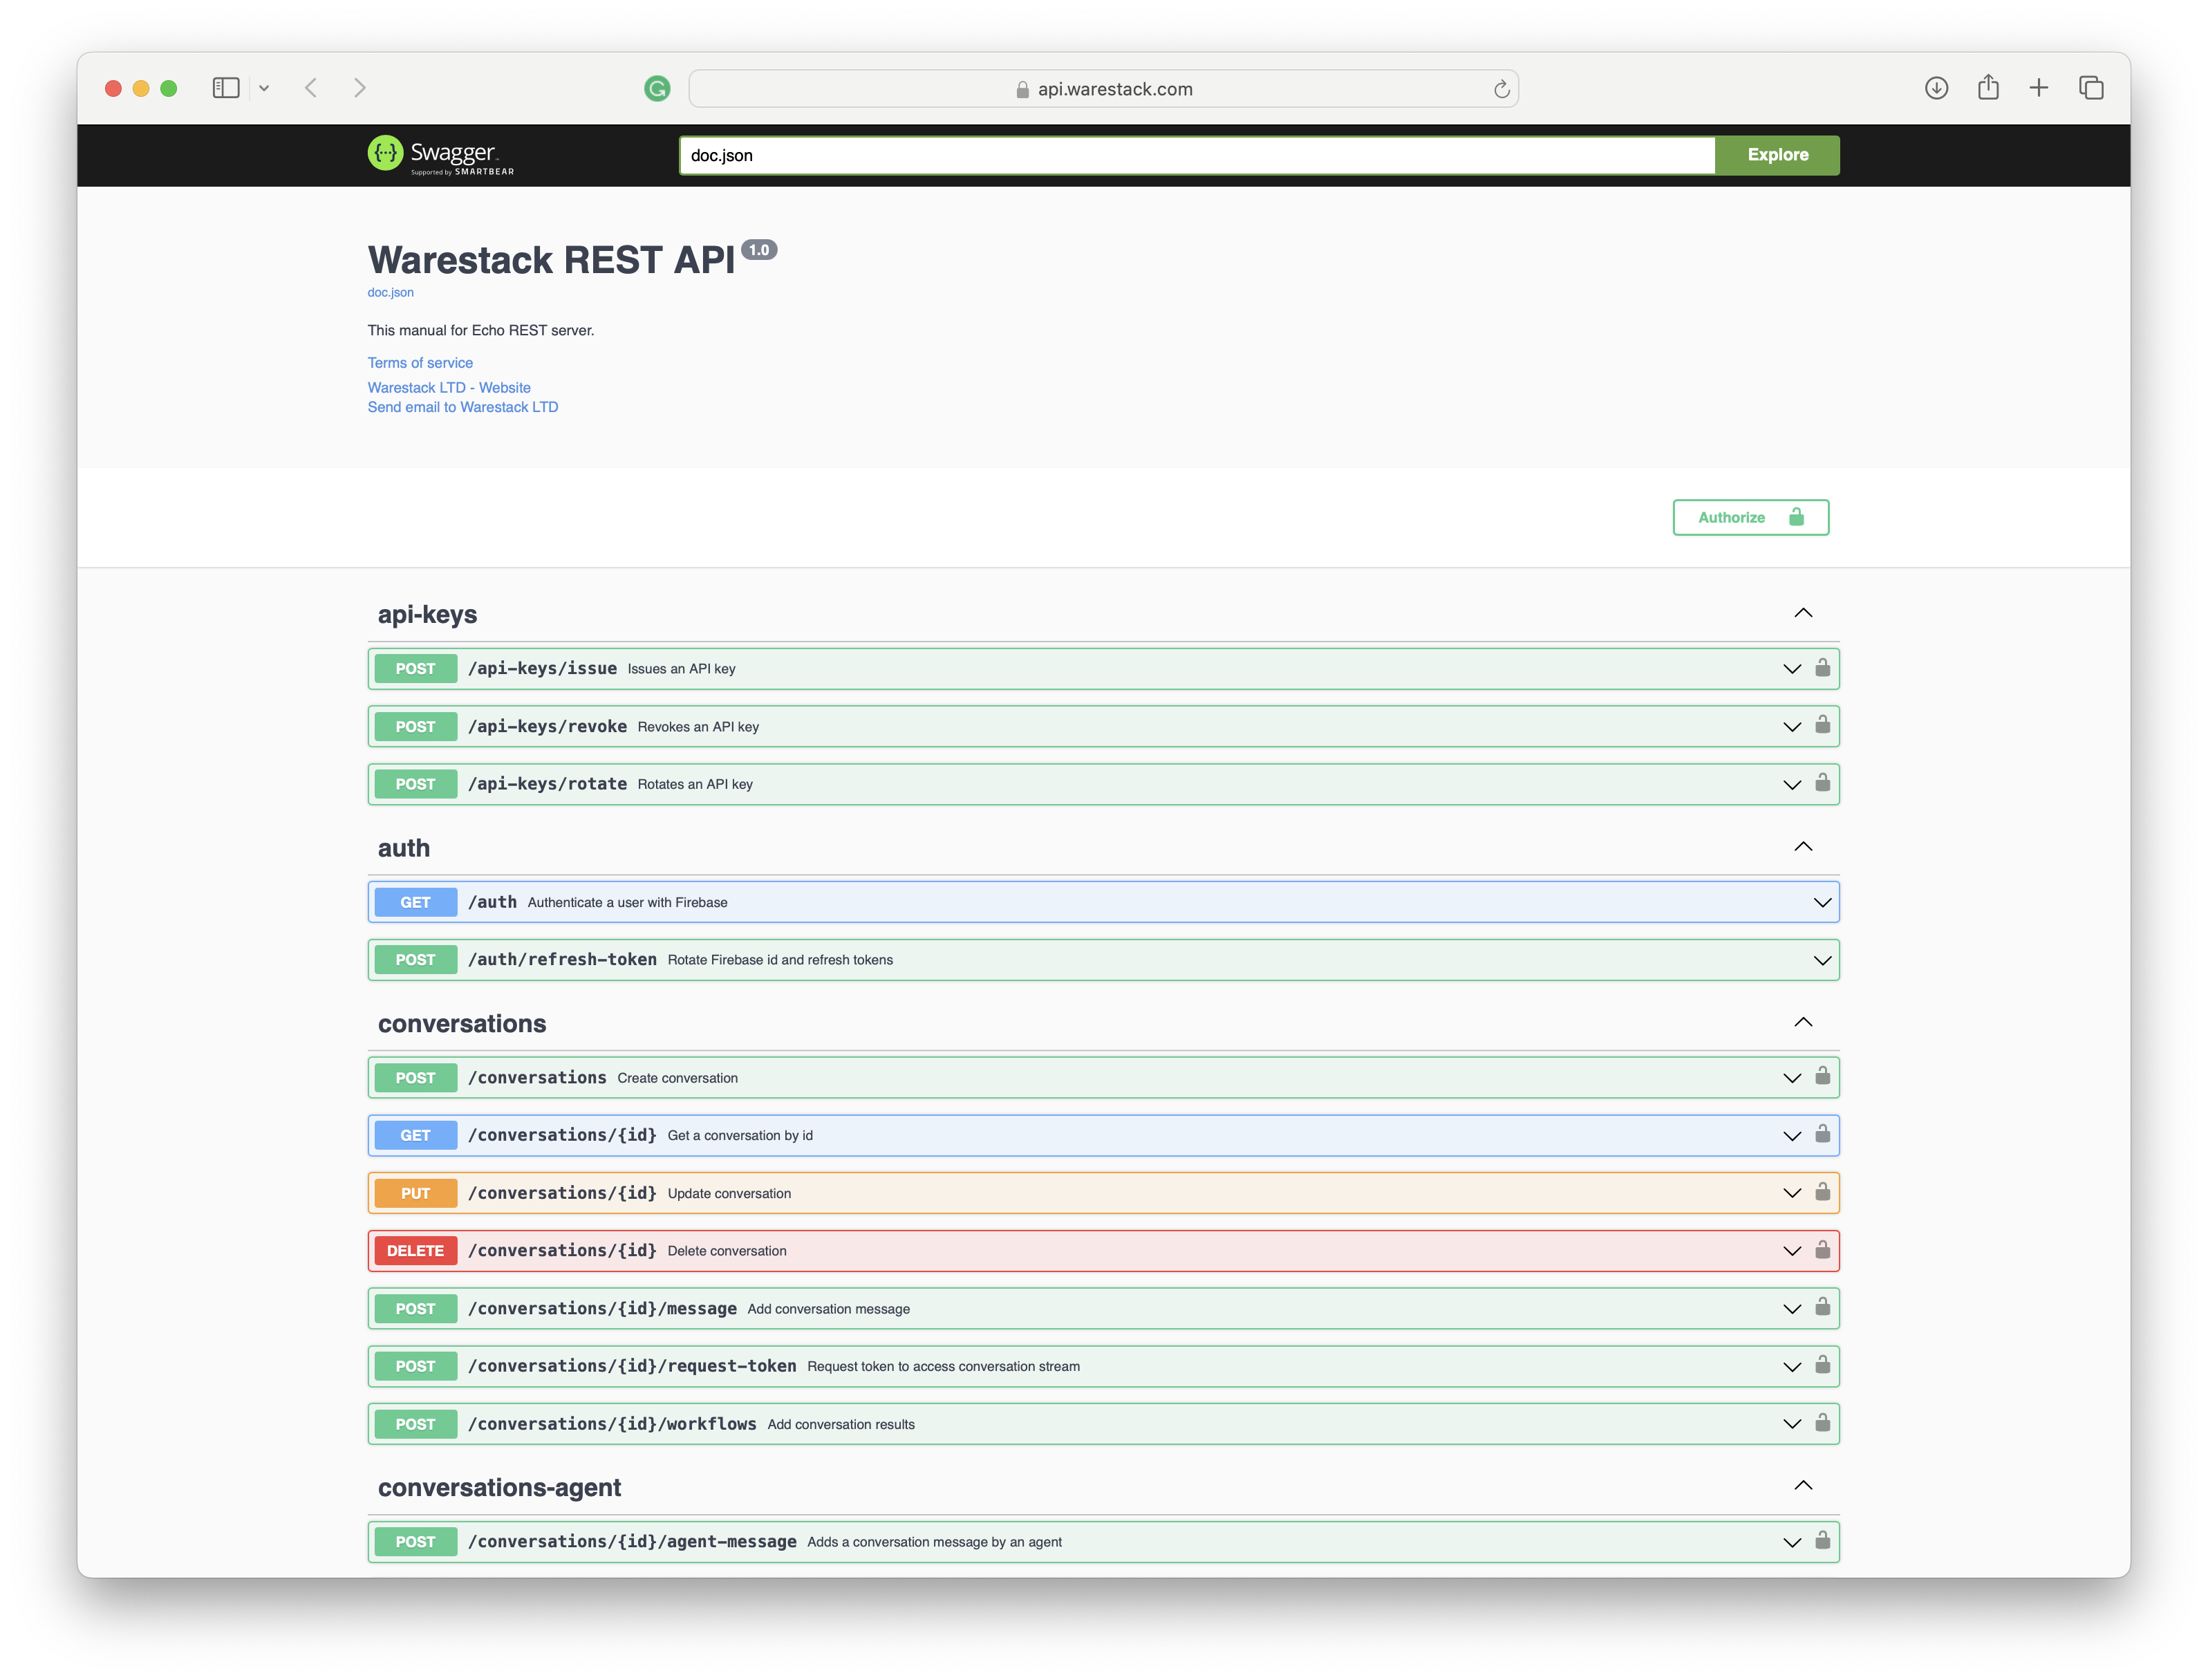 api.warestack.com
Swagger
Supported by SMARTBEAR
doc.json
Explore
Warestack REST API 1.0
doc.json
This manual for Echo REST server.
Terms of service
Warestack LTD - Website
Send email to Warestack LTD
Authorize
api-keys
POST /api-keys/issue Issues an API key
POST /api-keys/revoke Revokes an API key
POST /api-keys/rotate Rotates an API key
auth
GET /auth Authenticate a user with Firebase
POST /auth/refresh-token Rotate Firebase id and refresh tokens
conversations
POST /conversations Create conversation
GET /conversations/{id} Get a conversation by id
PUT /conversations/{id} Update conversation
DELETE /conversations/{id} Delete conversation
POST /conversations/{id}/message Add conversation message
POST /conversations/{id}/request-token Request token to access conversation stream
POST /conversations/{id}/workflows Add conversation results
conversations-agent
POST /conversations/{id}/agent-message Adds a conversation message by an agent